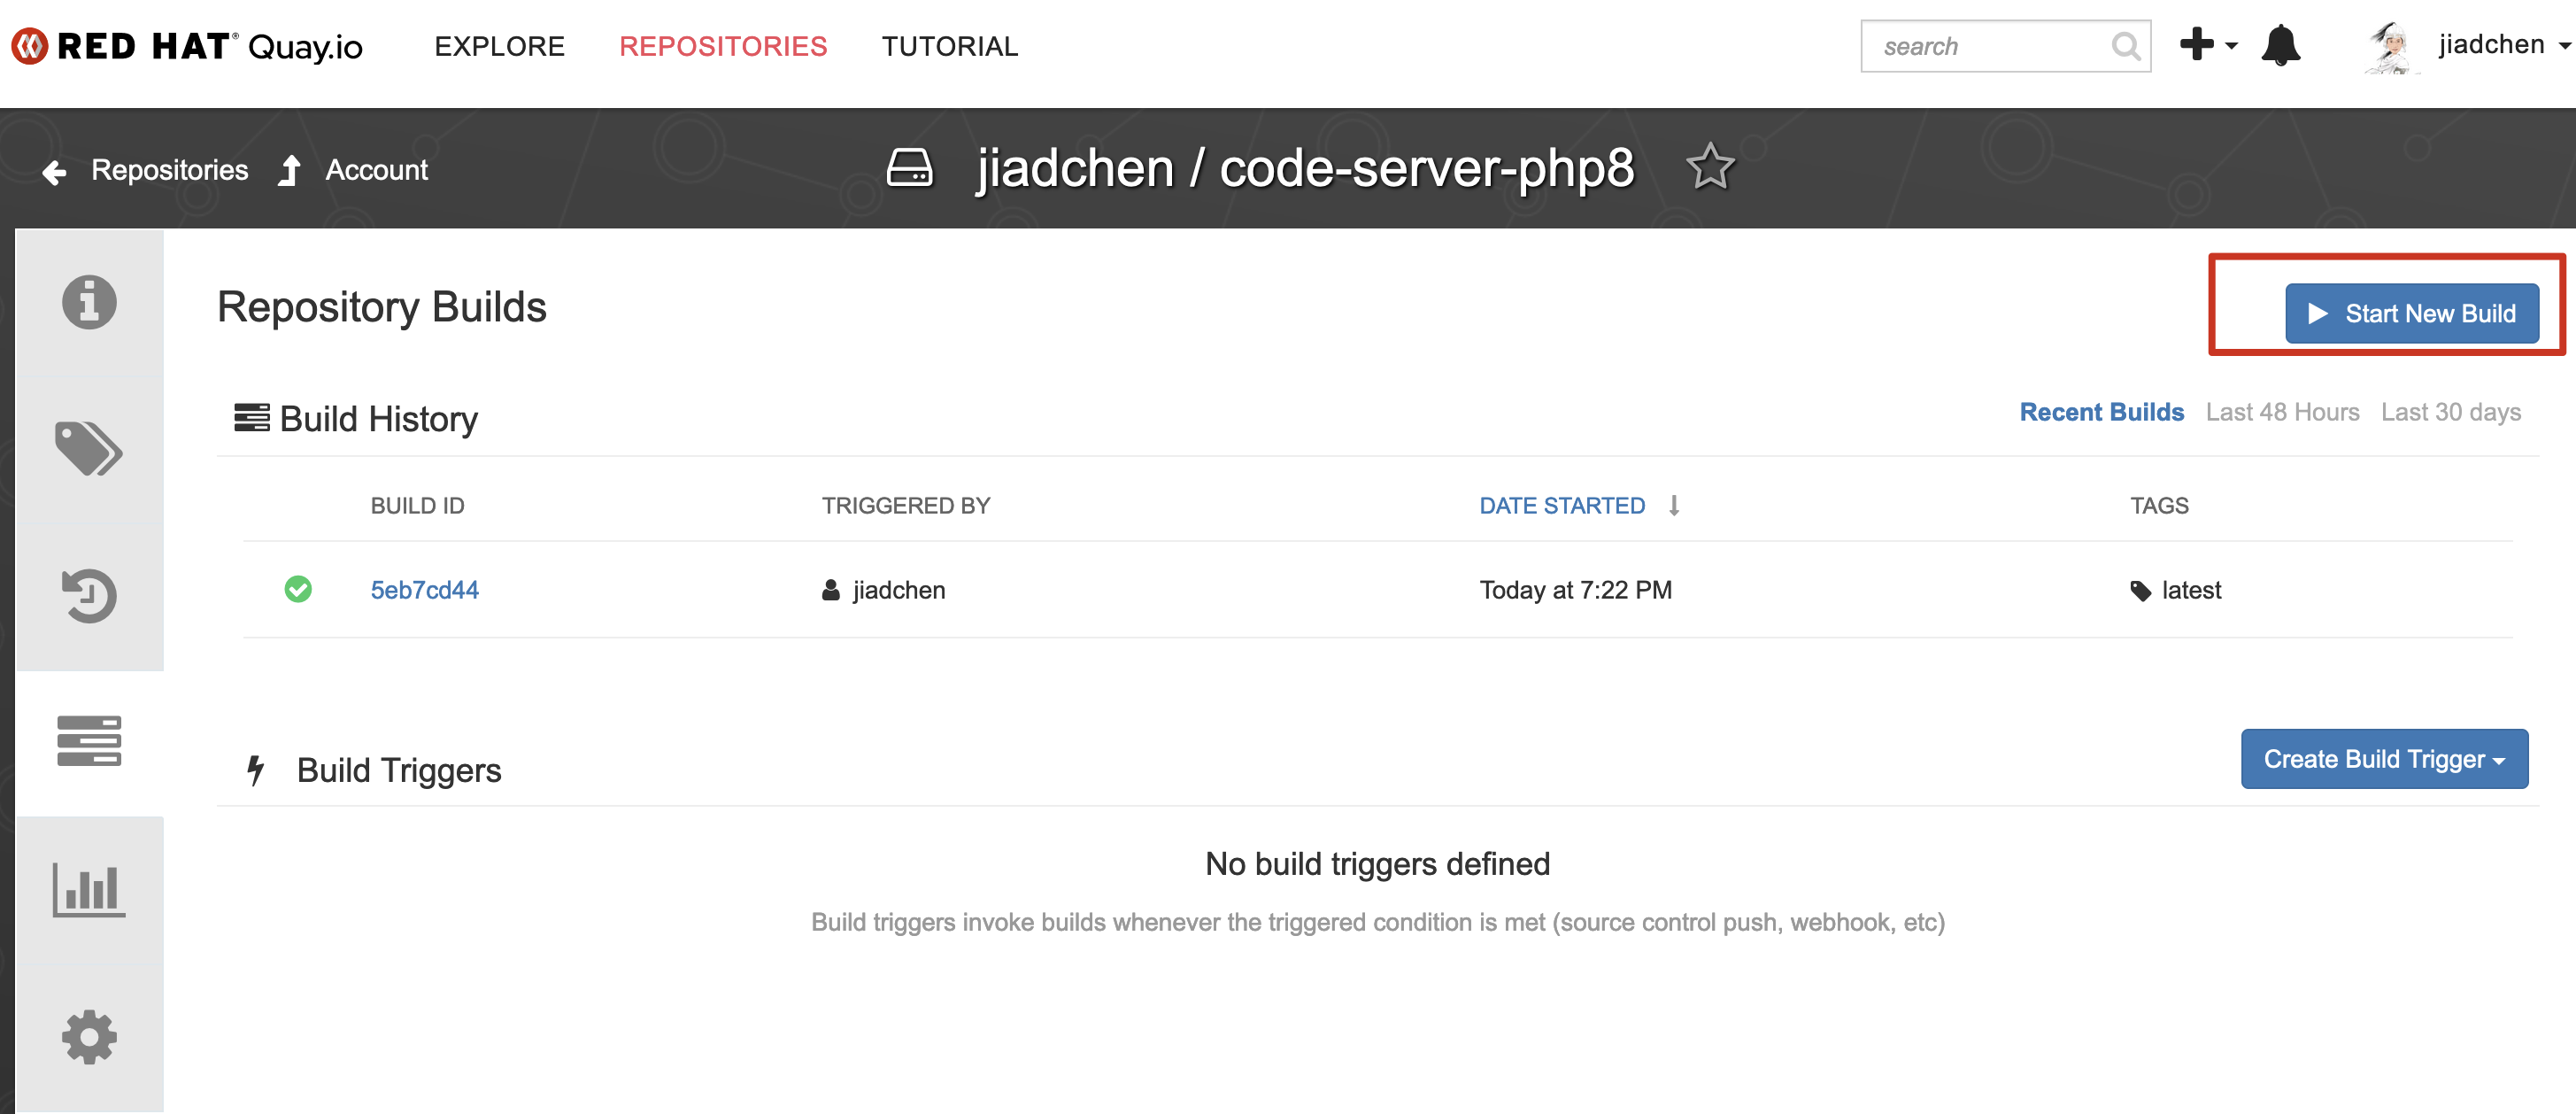 RED HAT® Quay.io EXPLORE REPOSITORIES TUTORIAL search jiadchen
Repositories Account jiadchen / code-server-php8
Repository Builds Start New Build
Build History Recent Builds Last 48 Hours Last 30 days
BUILD ID TRIGGERED BY DATE STARTED TAGS
5eb7cd44 jiadchen Today at 7:22 PM latest
Build Triggers Create Build Trigger
No build triggers defined
Build triggers invoke builds whenever the triggered condition is met (source control push, webhook, etc)